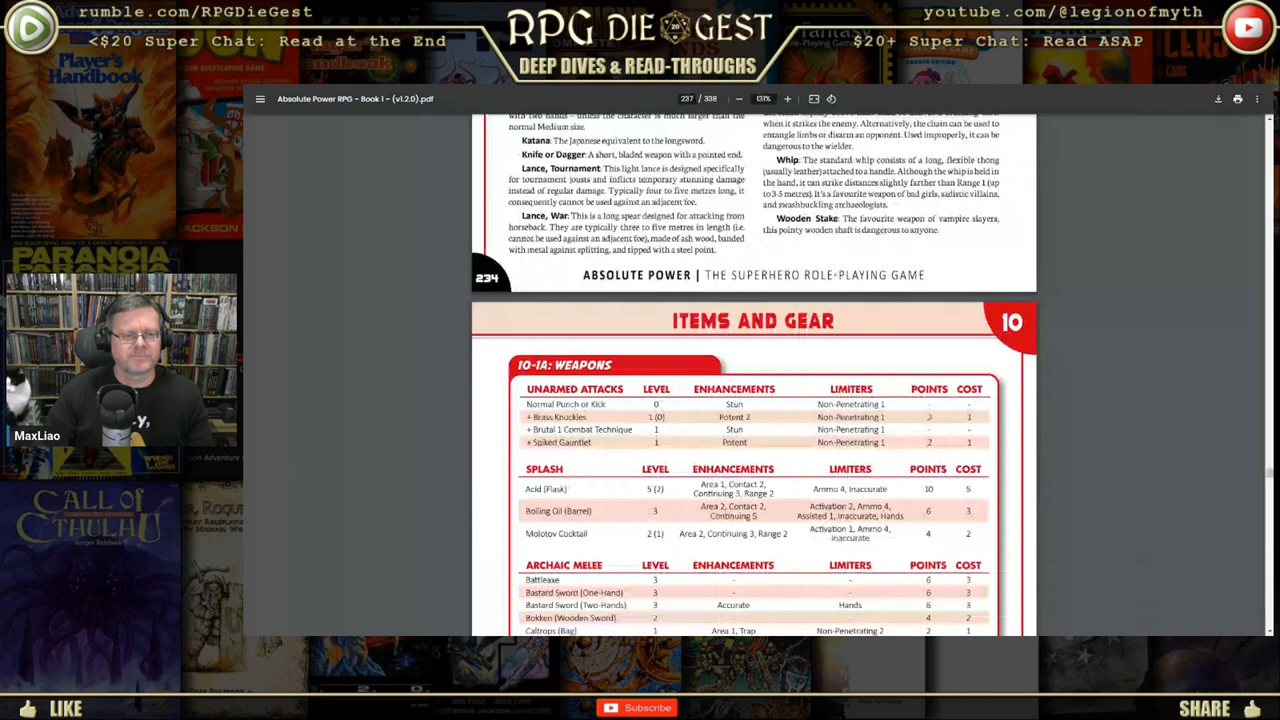 rumble.com/RPGDieGest
<$20 Super Chat: Read at the End
RPG DIE GEST
DEEP DIVES & READ-THROUGHS
youtube.com/@legionofmyth
$20+ Super Chat: Read ASAP
Player's
Handbook
PARANOIA
CALL OF
CTHULHU
MaxLiao
Absolute Power RPG - Book 1 - (v1.2.0).pdf
237 / 338
131%
with two hands – unless the character is much larger than the
normal Medium size.
Katana: The Japanese equivalent to the longsword.
Knife or Dagger: A short, bladed weapon with a pointed end.
Lance, Tournament: This light lance is designed specifically
for tournament jousts and inflicts temporary stunning damage
instead of regular damage. Typically four to five metres long, it
consequently cannot be used against an adjacent foe.
Lance, War: This is a long spear designed for attacking from
horseback. They are typically three to five metres in length (i.e.
cannot be used against an adjacent foe), made of ash wood, banded
with metal against splitting, and tipped with a steel point.
when it strikes the enemy. Alternatively, the chain can be used to
entangle limbs or disarm an opponent. Used improperly, it can be
dangerous to the wielder.
Whip: The standard whip consists of a long, flexible thong
(usually leather) attached to a handle. Although the whip is held in
the hand, it can strike distances slightly farther than Range 1 (up
to 3-5 metres). It's a favourite weapon of bad girls, sadistic villains,
and swashbuckling archaeologists.
Wooden Stake: The favourite weapon of vampire slayers,
this pointy wooden shaft is dangerous to anyone.
234
ABSOLUTE POWER | THE SUPERHERO ROLE-PLAYING GAME
ITEMS AND GEAR
10
10-1A: WEAPONS
UNARMED ATTACKS LEVEL ENHANCEMENTS LIMITERS POINTS COST
Normal Punch or Kick 0 Stun Non-Penetrating 1 - -
+ Brass Knuckles 1 (0) Potent 2 Non-Penetrating 1 2 1
+ Brutal 1 Combat Technique 1 Stun Non-Penetrating 1 - -
+ Spiked Gauntlet 1 Potent Non-Penetrating 1 2 1
SPLASH LEVEL ENHANCEMENTS LIMITERS POINTS COST
Acid (Flask) 5 (2) Area 1, Contact 2, Continuing 3, Range 2 Ammo 4, Inaccurate 10 5
Boiling Oil (Barrel) 3 Area 2, Contact 2, Continuing 5 Activation 2, Ammo 4, Assisted 1, Inaccurate, Hands 6 3
Molotov Cocktail 2 (1) Area 2, Continuing 3, Range 2 Activation 1, Ammo 4, Inaccurate 4 2
ARCHAIC MELEE LEVEL ENHANCEMENTS LIMITERS POINTS COST
Battleaxe 3 - - 6 3
Bastard Sword (One-Hand) 3 - - 6 3
Bastard Sword (Two-Hands) 3 Accurate Hands 6 3
Bokken (Wooden Sword) 2 - - 4 2
Caltrops (Bag) 1 Area 1, Trap Non-Penetrating 2 2 1
LIKE
Subscribe
SHARE